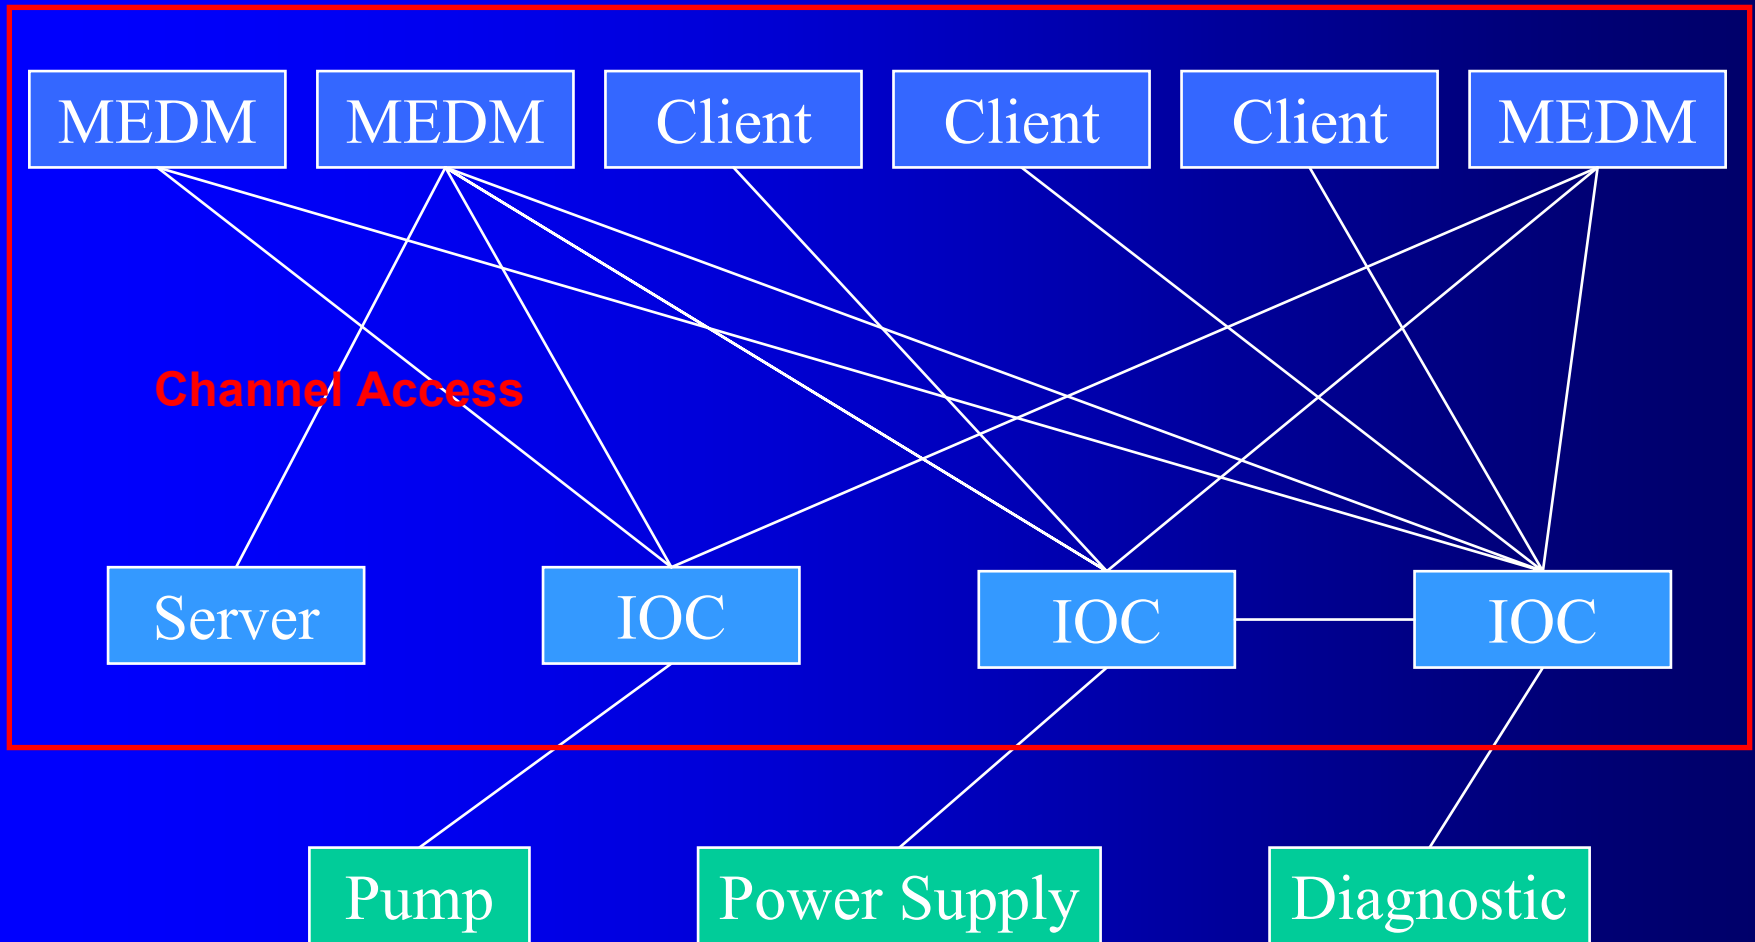 MEDM
MEDM
Client
Client
Client
MEDM
Channel Access
Server
IOC
IOC
IOC
Pump
Power Supply
Diagnostic